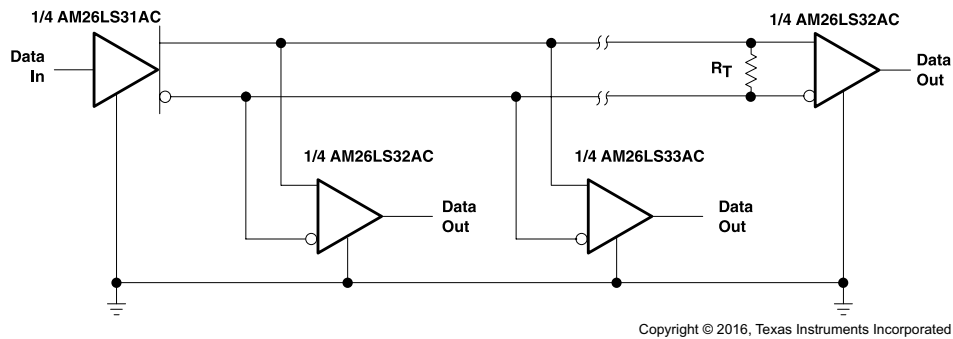 1/4 AM26LS31AC
1/4 AM26LS32AC
Data
In
RT
Data
Out
1/4 AM26LS32AC
1/4 AM26LS33AC
Data
Out
Data
Out
Copyright © 2016, Texas Instruments Incorporated